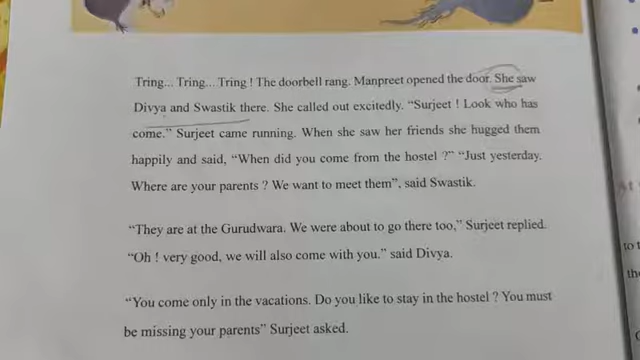 Tring... Tring... Tring ! The doorbell rang. Manpreet opened the door. She saw
Divya and Swastik there. She called out excitedly. “Surjeet ! Look who has
come.” Surjeet came running. When she saw her friends she hugged them
happily and said, “When did you come from the hostel ?” “Just yesterday.
Where are your parents ? We want to meet them”, said Swastik.
“They are at the Gurudwara. We were about to go there too,” Surjeet replied.
“Oh ! very good, we will also come with you.” said Divya.
“You come only in the vacations. Do you like to stay in the hostel ? You must
be missing your parents” Surjeet asked.
At
to t